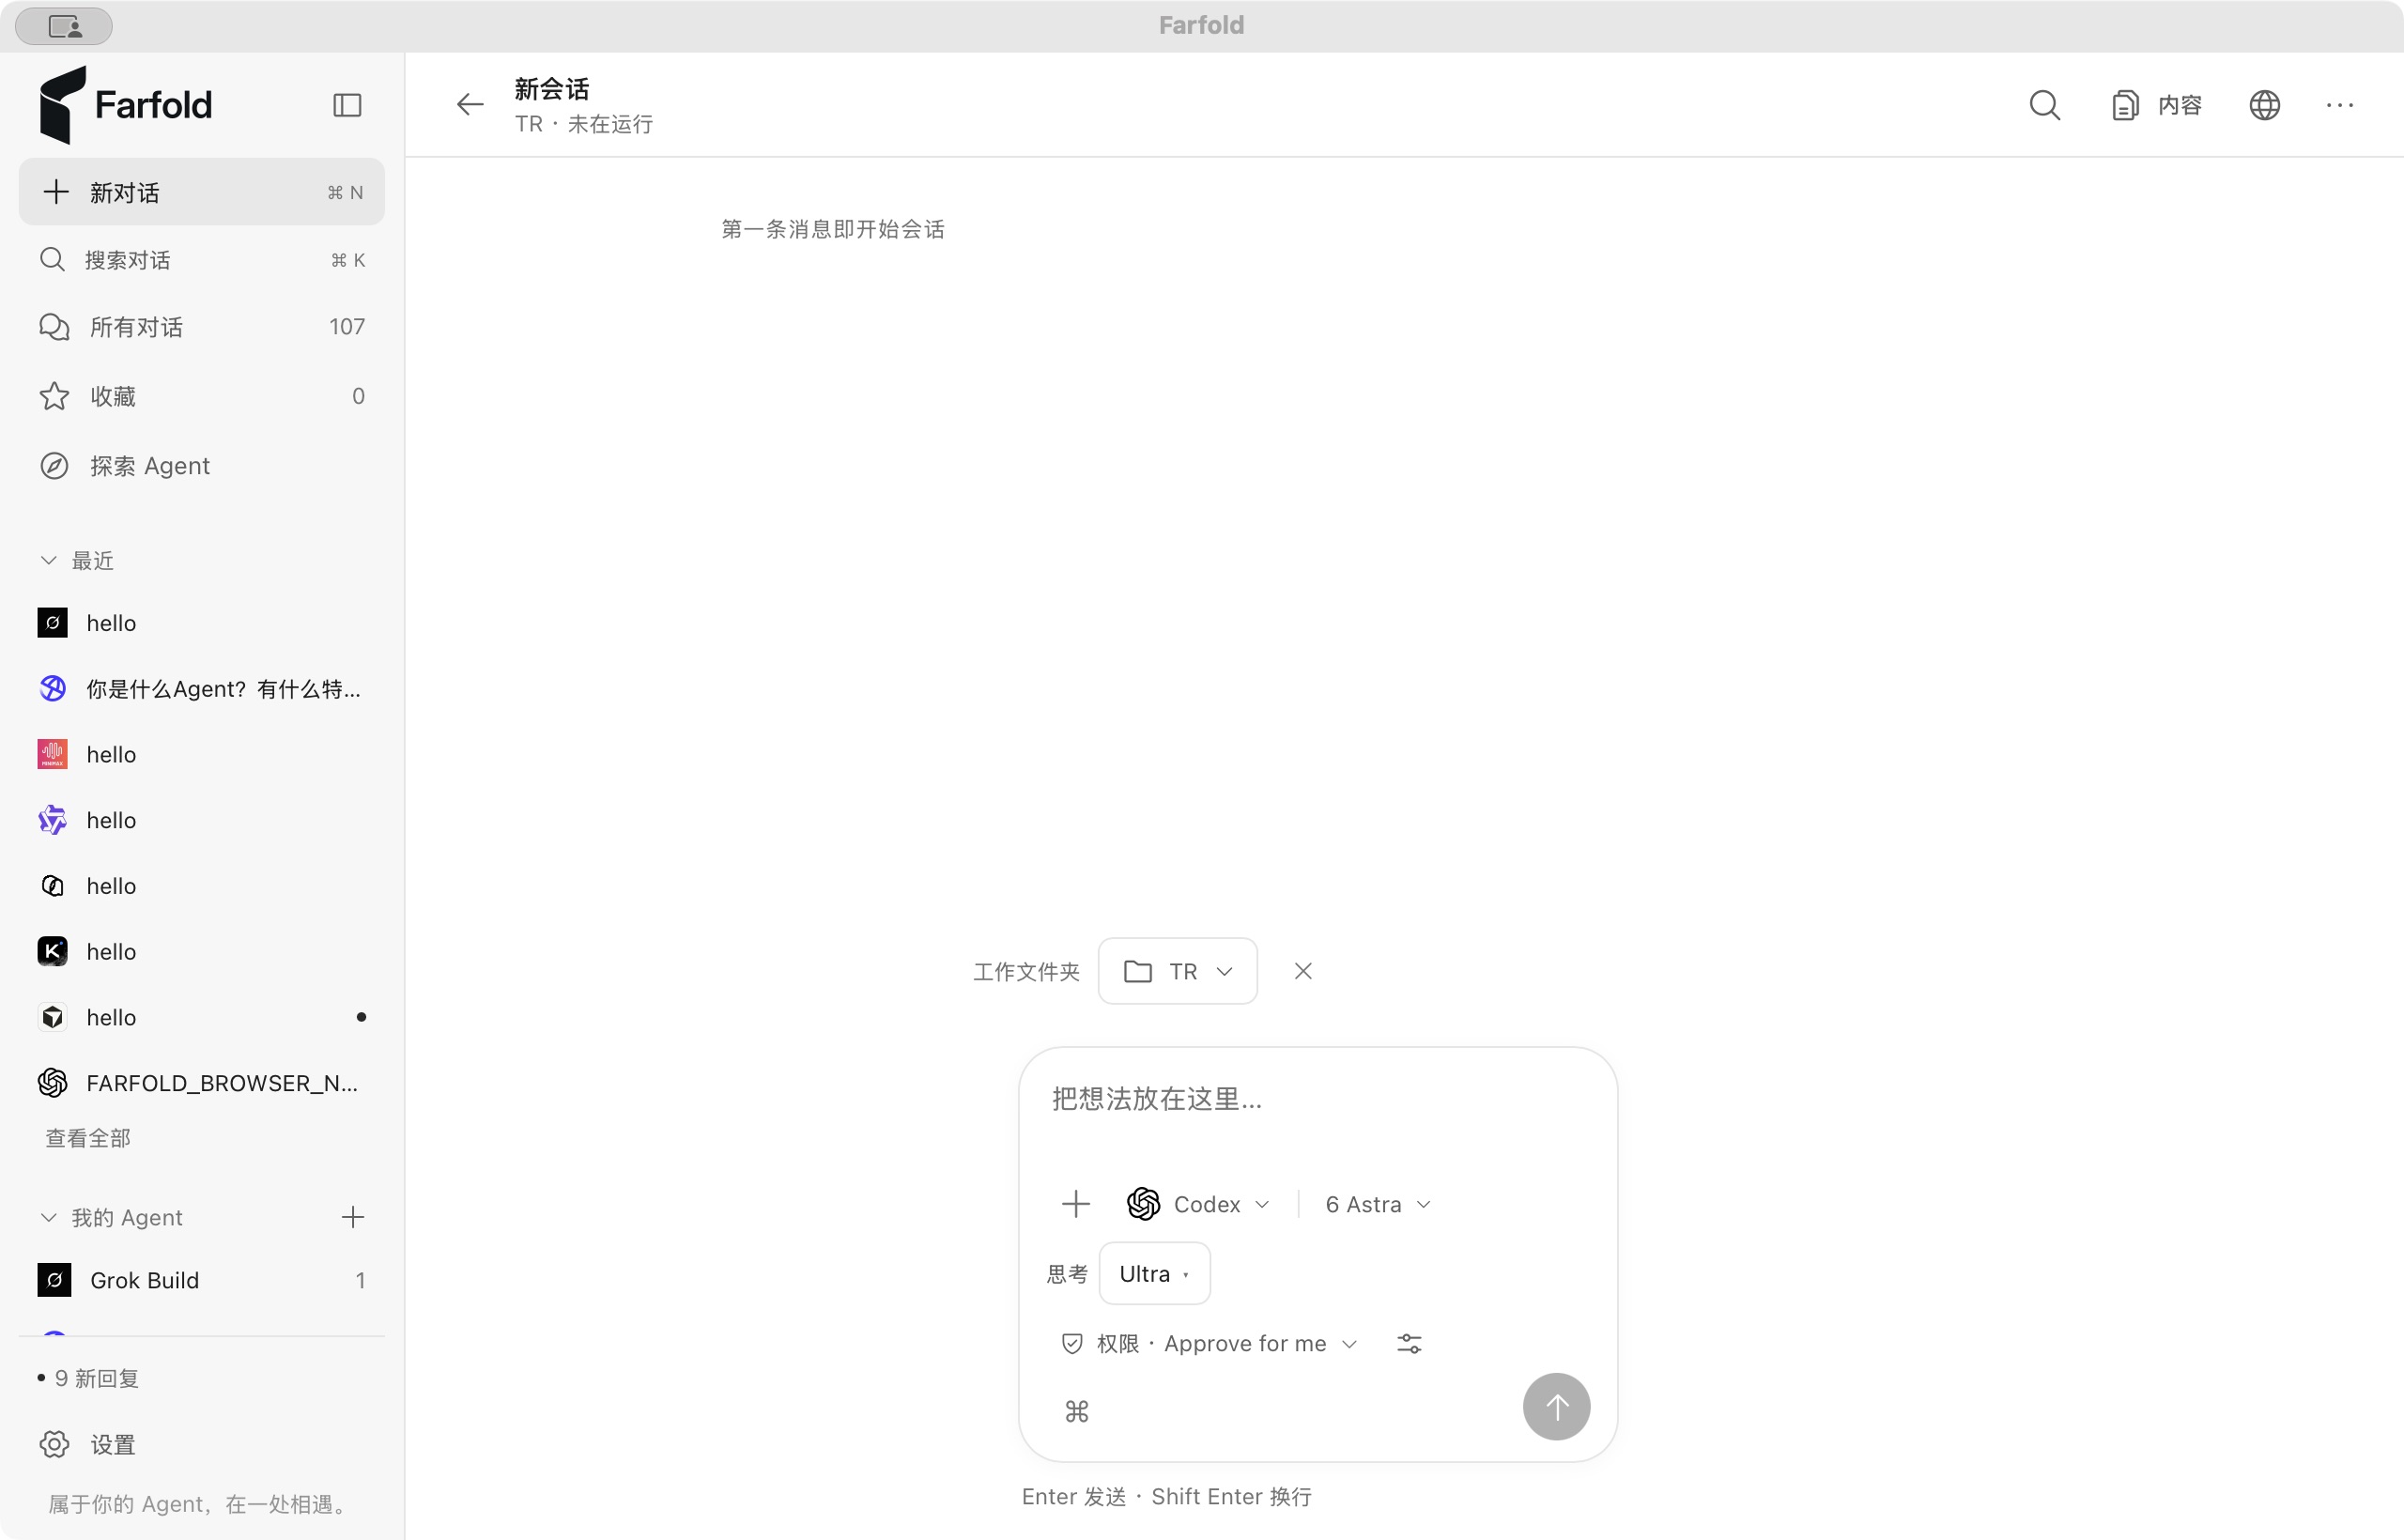 Farfold
Farfold
新对话 ⌘ N
搜索对话 ⌘ K
所有对话 107
收藏 0
探索 Agent
最近
hello
你是什么Agent？有什么特...
hello
hello
hello
hello
hello
FARFOLD_BROWSER_N...
查看全部
我的 Agent
Grok Build 1
9 新回复
设置
属于你的 Agent，在一处相遇。
新会话
TR · 未在运行
内容
第一条消息即开始会话
工作文件夹 TR
把想法放在这里...
Codex 6 Astra
思考 Ultra
权限 · Approve for me
⌘
Enter 发送 · Shift Enter 换行